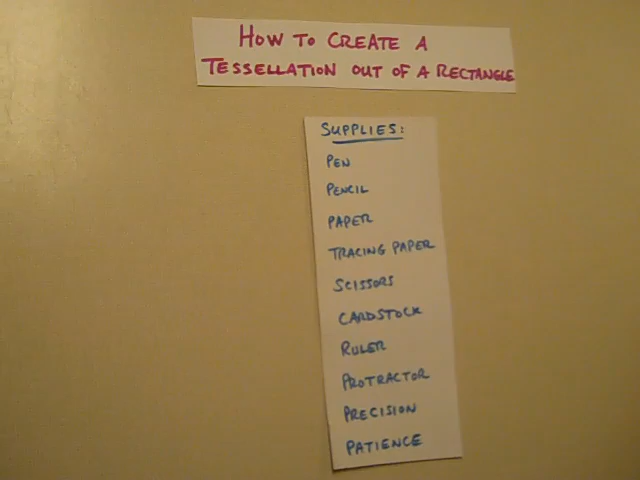 HOW TO CREATE A
TESSELLATION OUT OF A RECTANGLE
SUPPLIES:
PEN
PENCIL
PAPER
TRACING PAPER
SCISSORS
CARDSTOCK
RULER
PROTRACTOR
PRECISION
PATIENCE